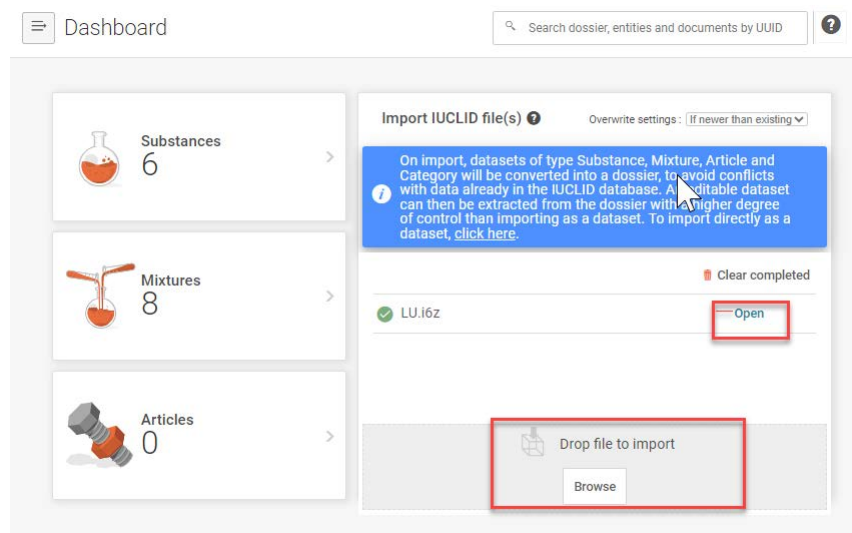 Dashboard
Search dossier, entities and documents by UUID
Substances
6
Mixtures
8
Articles
0
Import IUCLID file(s)
Overwrite settings : If newer than existing
On import, datasets of type Substance, Mixture, Article and
Category will be converted into a dossier, to avoid conflicts
with data already in the IUCLID database. An editable dataset
can then be extracted from the dossier with a higher degree
of control than importing as a dataset. To import directly as a
dataset, click here.
Clear completed
LU.i6z
Open
Drop file to import
Browse